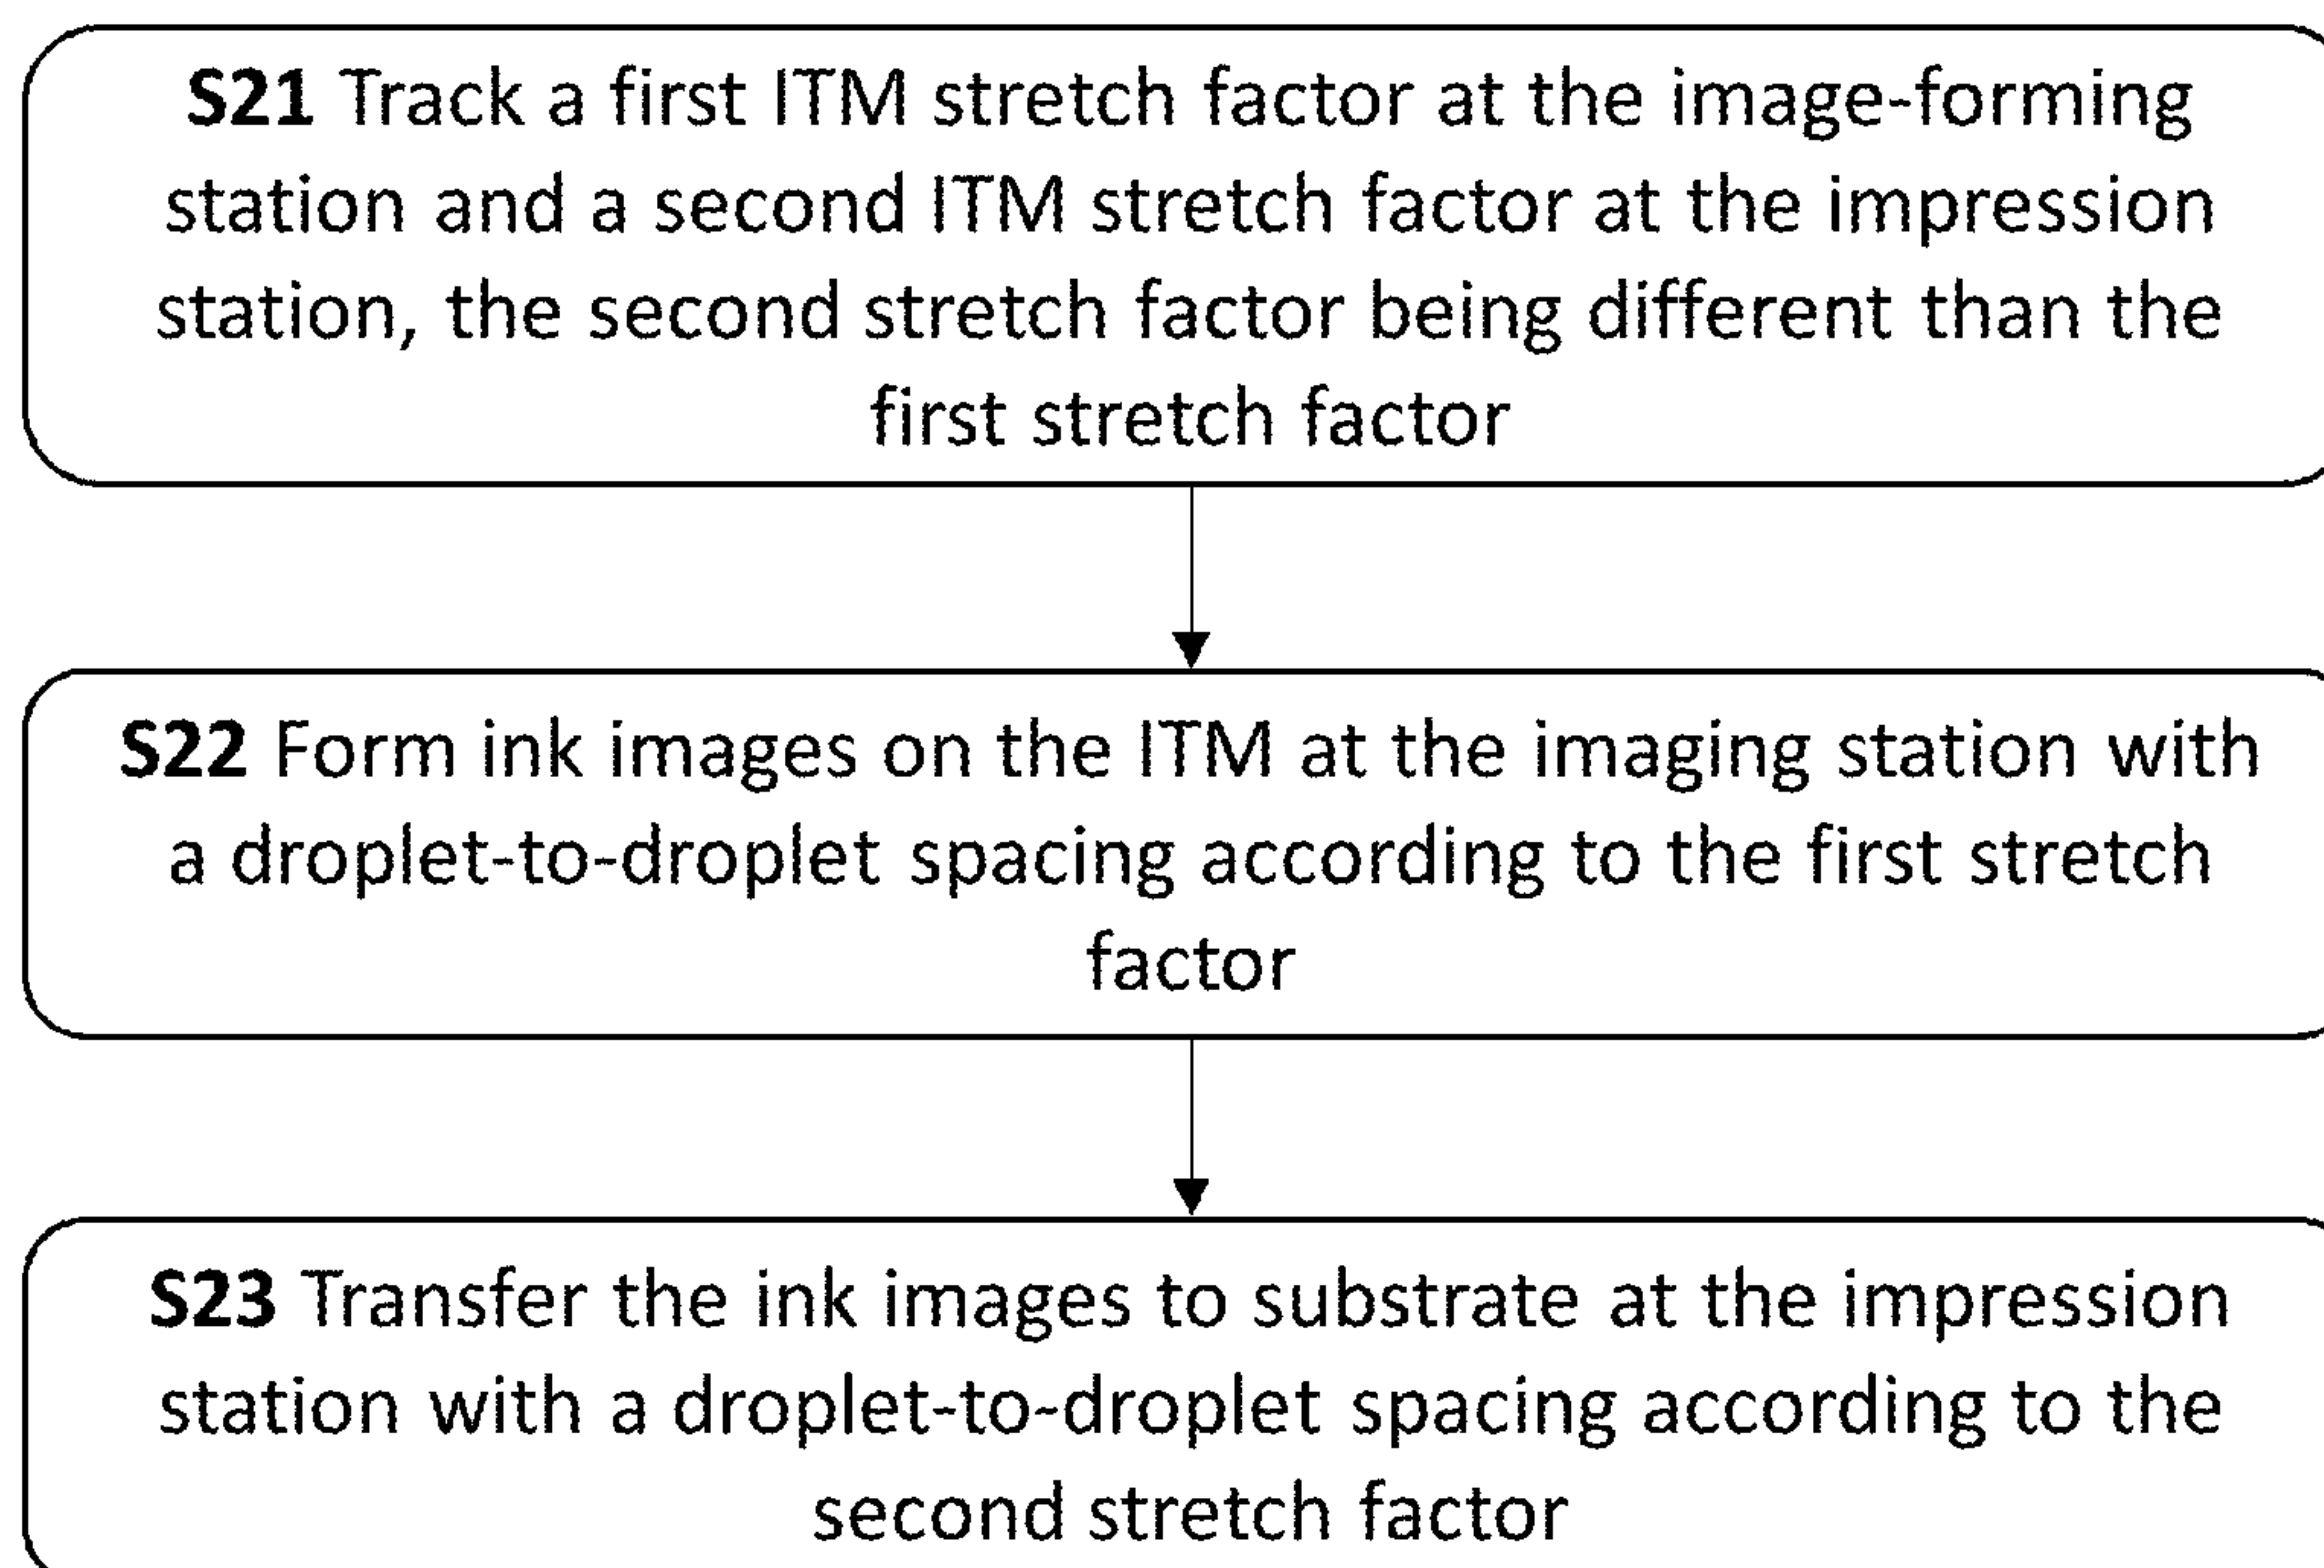 S21 Track a first ITM stretch factor at the image-forming
station and a second ITM stretch factor at the impression
station, the second stretch factor being different than the
first stretch factor
S22 Form ink images on the ITM at the imaging station with
a droplet-to-droplet spacing according to the first stretch
factor
S23 Transfer the ink images to substrate at the impression
station with a droplet-to-droplet spacing according to the
second stretch factor